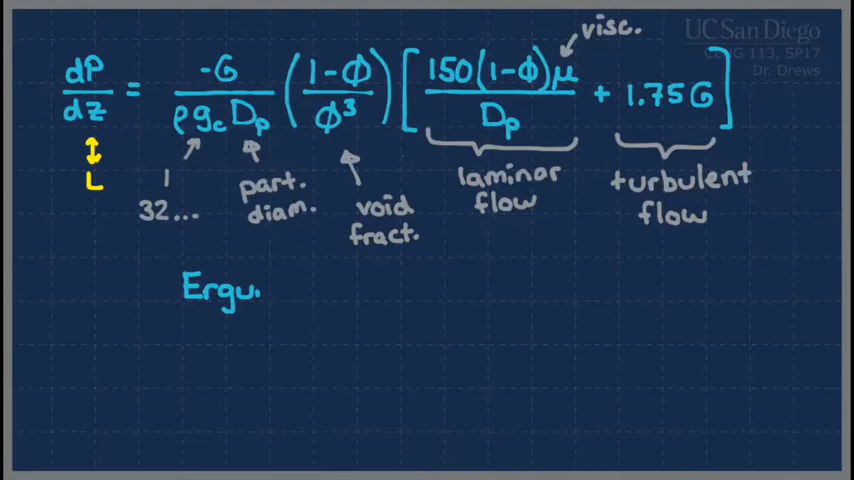 UC San Diego
CENG 113, SP17
Dr. Drews
visc.
dP/dz = -G/(ρ g_c D_p) ((1-Φ)/Φ³) [150(1-Φ)μ/D_p + 1.75G]
L
1
32...
part.
diam.
void
fract.
laminar
flow
turbulent
flow
Ergu.